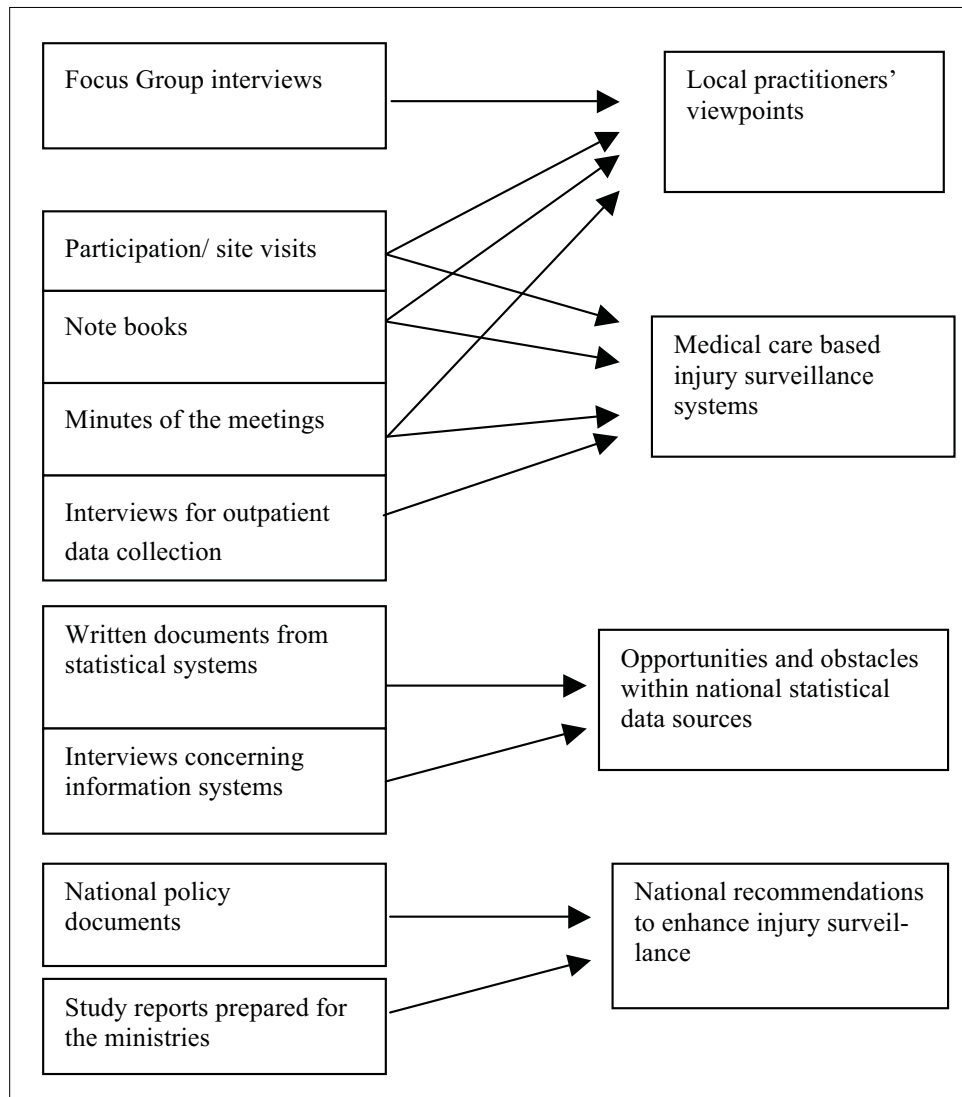 Focus Group interviews
Local practitioners’
viewpoints
Participation/ site visits
Note books
Minutes of the meetings
Interviews for outpatient
data collection
Medical care based
injury surveillance
systems
Written documents from
statistical systems
Interviews concerning
information systems
Opportunities and obstacles
within national statistical
data sources
National policy
documents
Study reports prepared for
the ministries
National recommendations
to enhance injury surveil-
lance